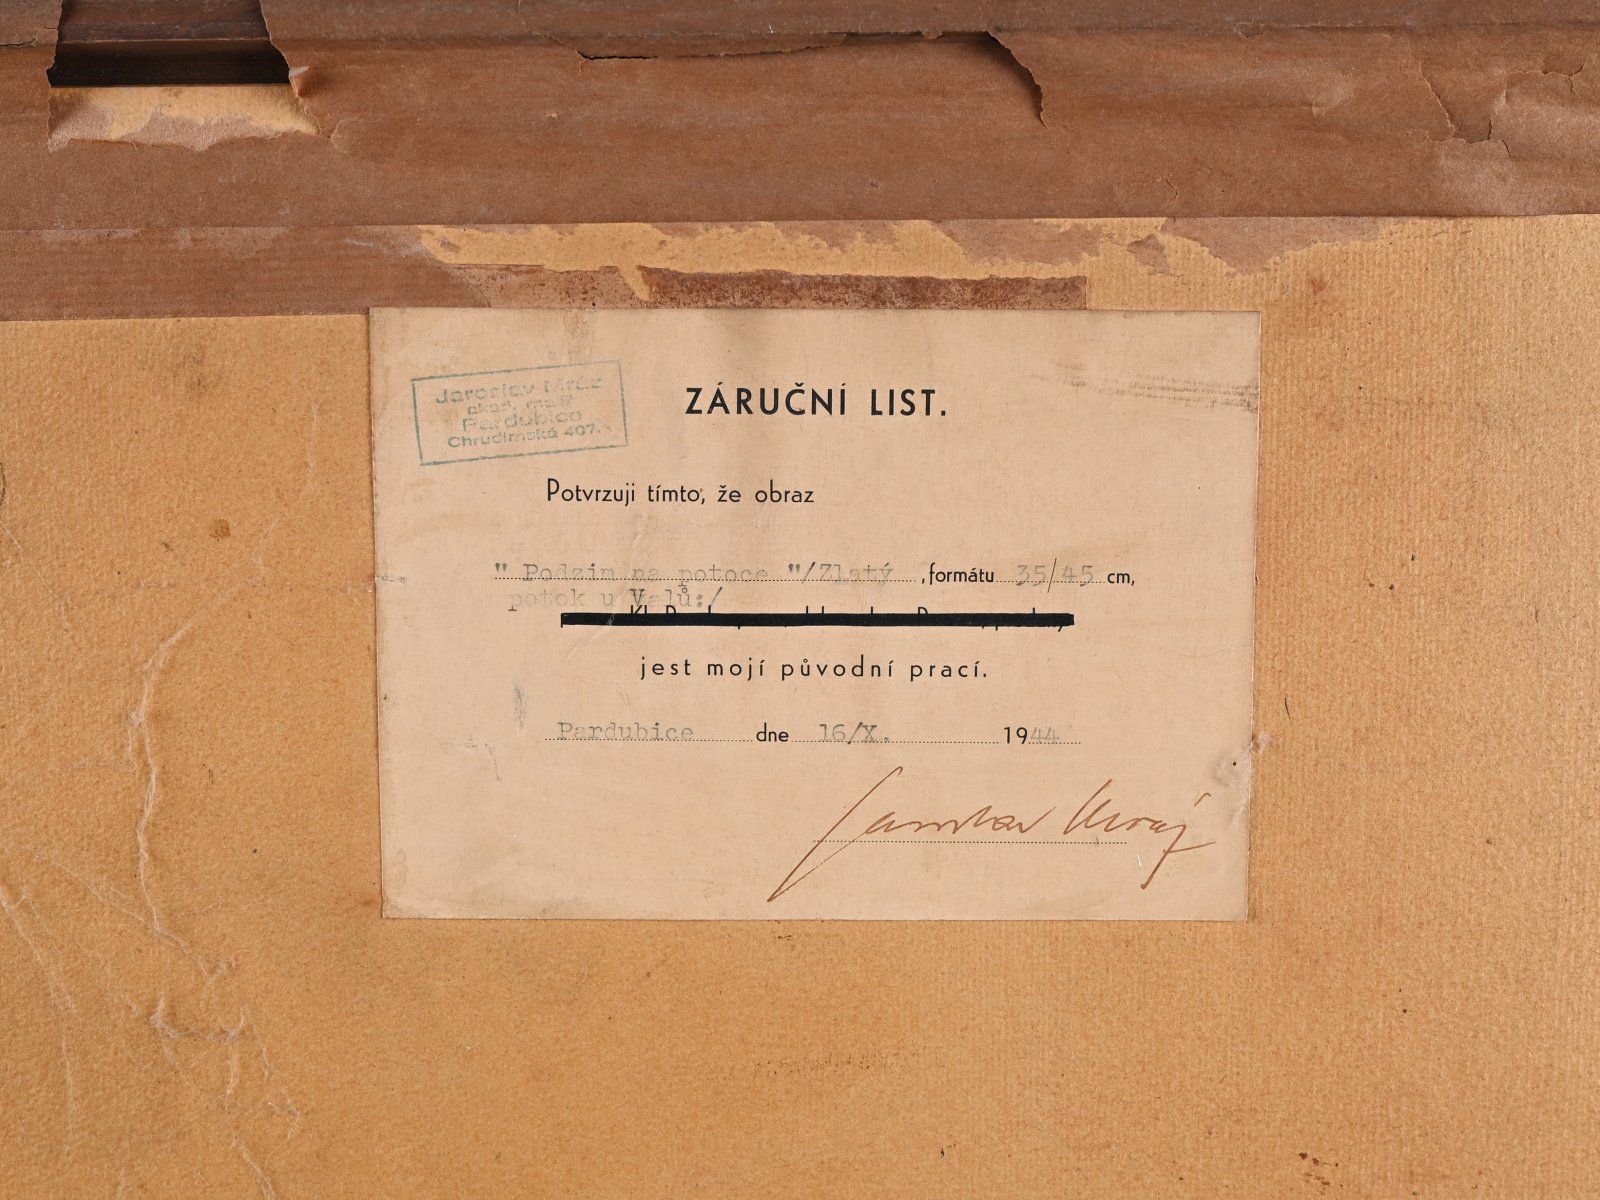 Jaroslav Mráz
akad. malíř
Pardubice
Chrudimská 407.
ZÁRUČNÍ LIST.
Potvrzuji tímto, že obraz
" Podzim na potoce "/Zlatý , formátu 35/45 cm,
potok u Valů:/
jest mojí původní prací.
Pardubice dne 16/X. 1944
Jaroslav Mráz